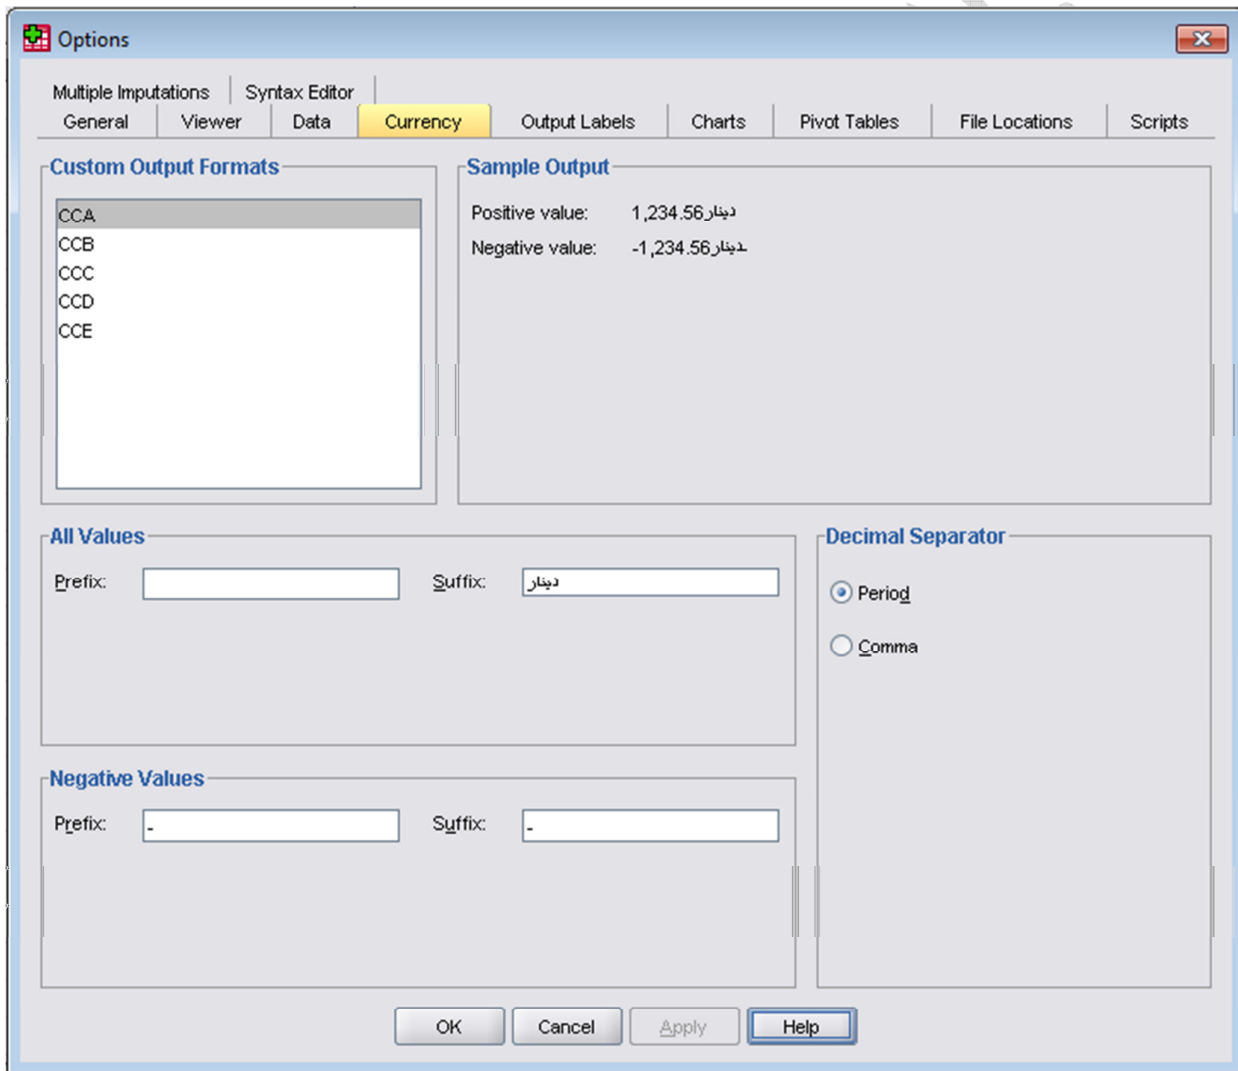 Options
Multiple Imputations Syntax Editor
General Viewer Data Currency Output Labels Charts Pivot Tables File Locations Scripts
Custom Output Formats
CCA
CCB
CCC
CCD
CCE
Sample Output
Positive value: 1,234.56دينار
Negative value: -1,234.56دينار-
All Values
Prefix: Suffix: دينار
Decimal Separator
Period
Comma
Negative Values
Prefix: - Suffix: -
OK Cancel Apply Help